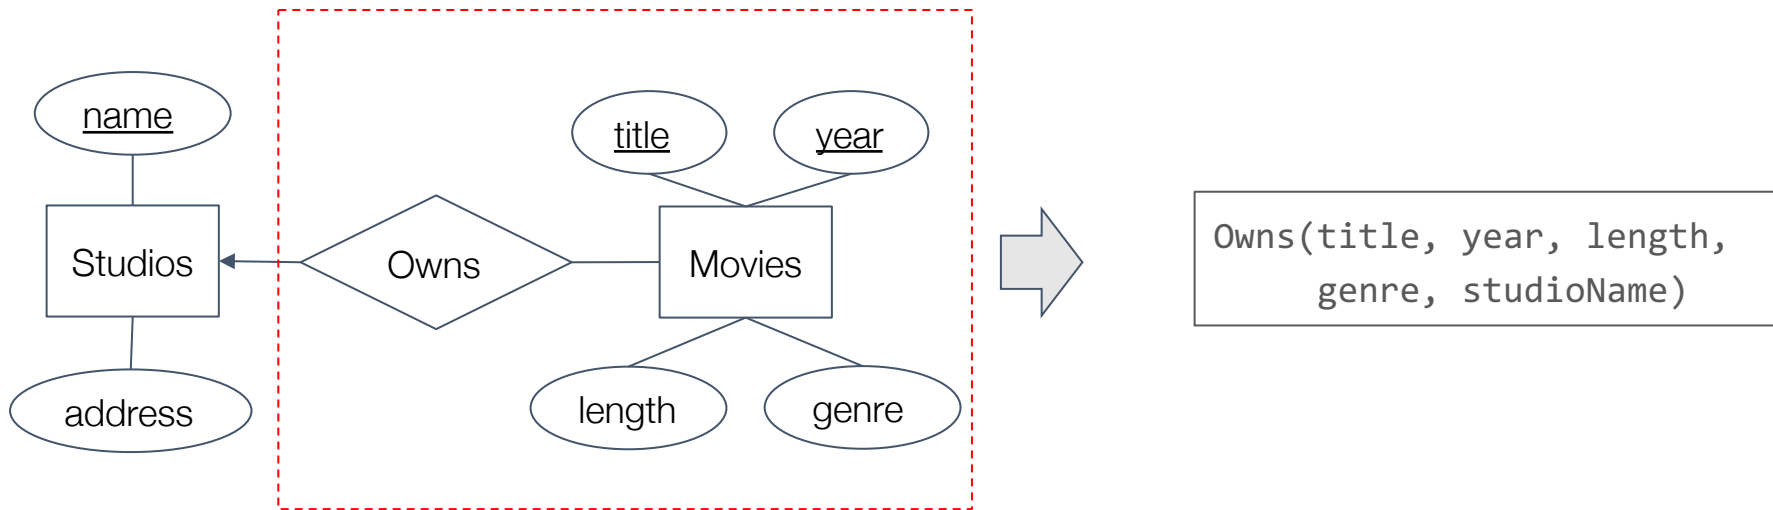 name
title
year
Studios
Owns
Movies
address
length
genre
Owns(title, year, length,
genre, studioName)